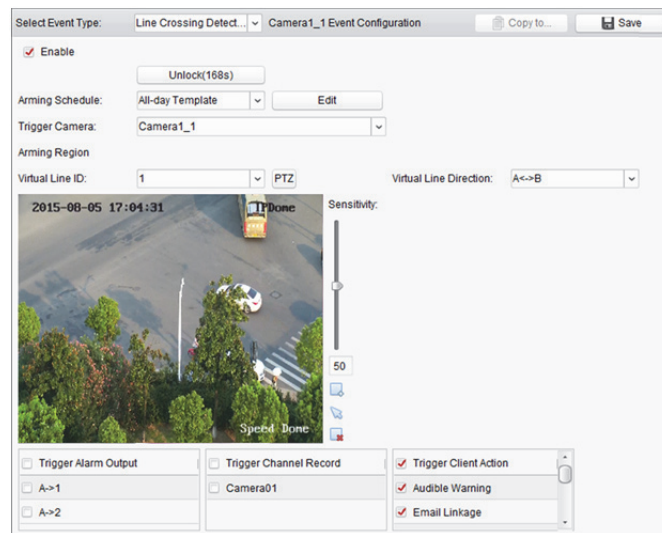 Select Event Type: Line Crossing Detect... Camera1_1 Event Configuration Copy to... Save
Enable
Unlock(168s)
Arming Schedule: All-day Template Edit
Trigger Camera: Camera1_1
Arming Region
Virtual Line ID: 1 PTZ Virtual Line Direction: A<->B
2015-08-05 17:04:31 IPDome
Sensitivity:
50
Speed Dome
Trigger Alarm Output Trigger Channel Record Trigger Client Action
A->1 Camera01 Audible Warning
A->2 Email Linkage